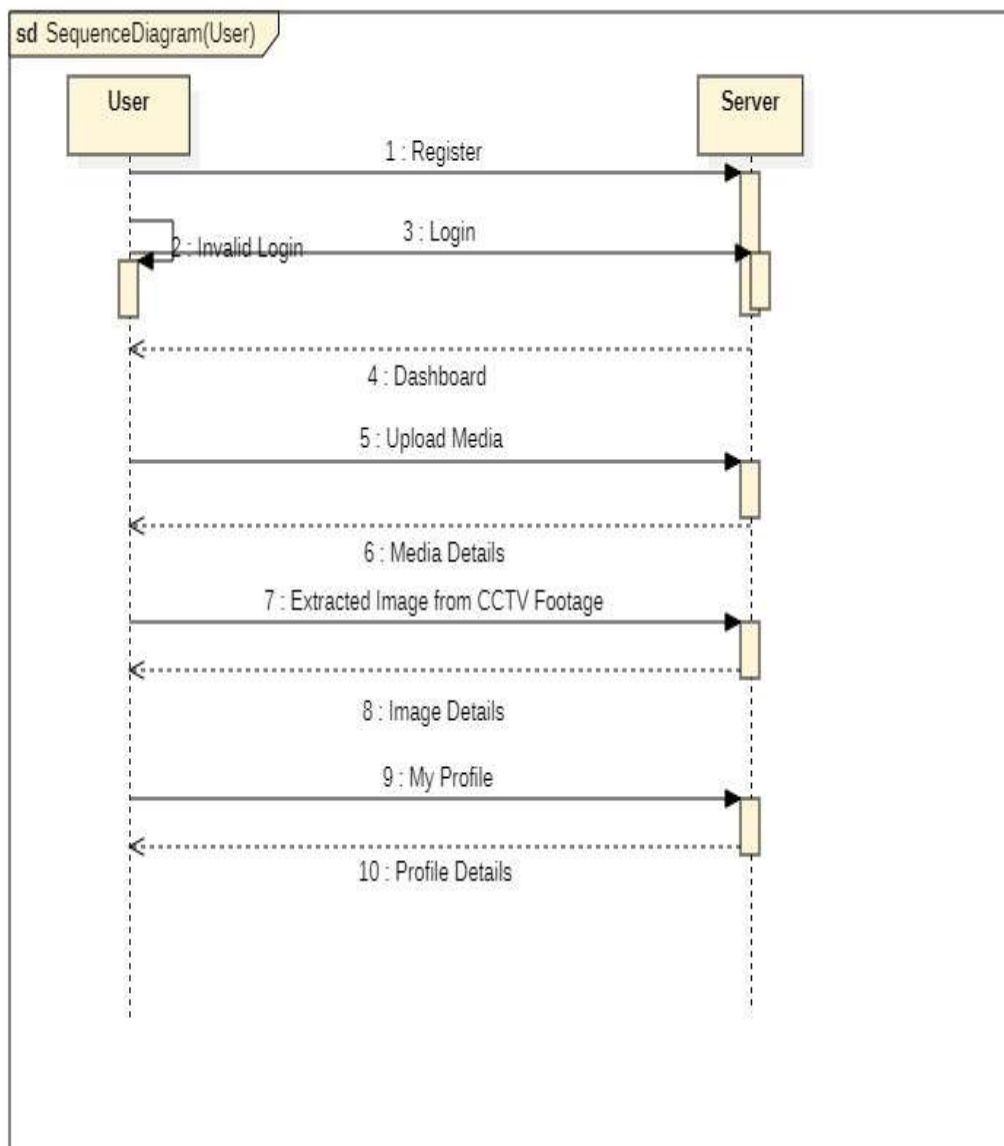 sd SequenceDiagram(User)
User
Server
1 : Register
3 : Login
2 : Invalid Login
4 : Dashboard
5 : Upload Media
6 : Media Details
7 : Extracted Image from CCTV Footage
8 : Image Details
9 : My Profile
10 : Profile Details